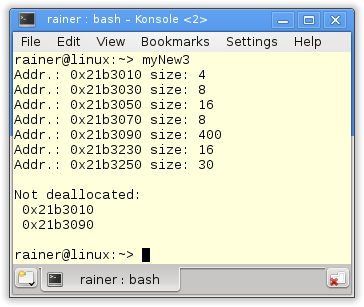 rainer : bash – Konsole <2>
File Edit View Bookmarks Settings Help
rainer@linux:~> myNew3
Addr.: 0x21b3010 size: 4
Addr.: 0x21b3030 size: 8
Addr.: 0x21b3050 size: 16
Addr.: 0x21b3070 size: 8
Addr.: 0x21b3090 size: 400
Addr.: 0x21b3230 size: 16
Addr.: 0x21b3250 size: 30
Not deallocated:
0x21b3010
0x21b3090
rainer@linux:~>
rainer : bash